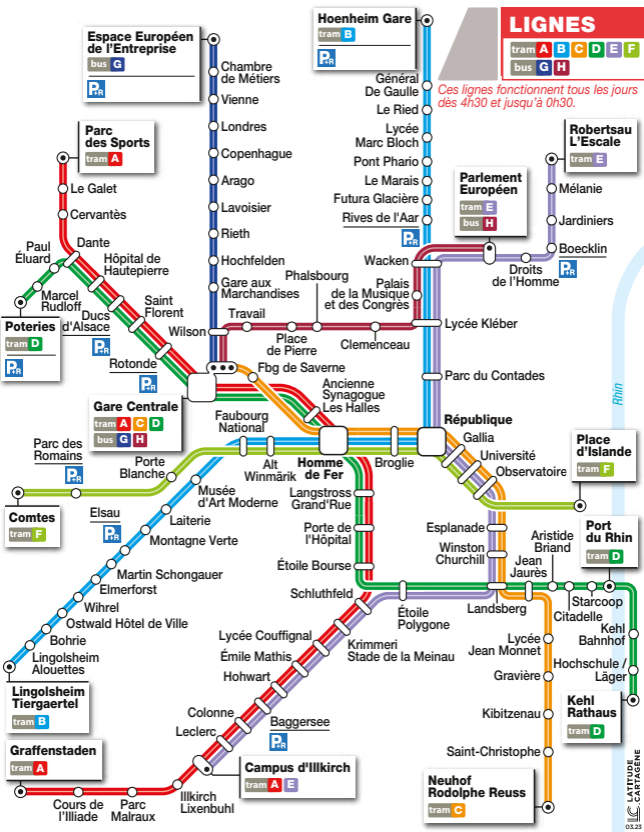 Espace Européen
de l'Entreprise
bus G
P+R
Hoenheim Gare
tram B
P+R
LIGNES
tram A B C D E F
bus G H
Ces lignes fonctionnent tous les jours
dès 4h30 et jusqu'à 0h30.
Chambre
de Métiers
Vienne
Londres
Copenhague
Arago
Lavoisier
Rieth
Hochfelden
Gare aux
Marchandises
Wilson
Général
De Gaulle
Le Ried
Lycée
Marc Bloch
Pont Phario
Le Marais
Futura Glacière
Rives de l'Aar
P+R
Wacken
Parlement
Européen
tram E
bus H
Robertsau
L'Escale
tram E
Mélanie
Jardiniers
Boecklin
P+R
Droits
de l'Homme
Parc
des Sports
tram A
Le Galet
Cervantès
Dante
Paul
Éluard
Marcel
Rudloff
Poteries
tram D
P+R
Hôpital de
Hautepierre
Ducs
d'Alsace
P+R
Saint
Florent
Rotonde
P+R
Travail
Place
de Pierre
Phalsbourg
Clemenceau
Palais
de la Musique
et des Congrès
Lycée Kléber
Parc du Contades
Rhin
Gare Centrale
tram A C D
bus G H
Fbg de Saverne
Ancienne
Synagogue
Les Halles
Faubourg
National
Alt
Winmärik
Homme
de Fer
Broglie
République
Gallia
Université
Observatoire
Place
d'Islande
tram F
Parc des
Romains
P+R
Porte
Blanche
Comtes
tram F
Elsau
P+R
Musée
d'Art Moderne
Laiterie
Montagne Verte
Martin Schongauer
Elmerforst
Wihrel
Ostwald Hôtel de Ville
Bohrie
Lingolsheim
Alouettes
Lingolsheim
Tiergaertel
tram B
Langstross
Grand'Rue
Porte de
l'Hôpital
Étoile Bourse
Schluthfeld
Étoile
Polygone
Esplanade
Winston
Churchill
Landsberg
Jean
Jaurès
Aristide
Briand
Citadelle
Starcoop
Port
du Rhin
tram D
Kehl
Bahnhof
Hochschule /
Läger
Kehl
Rathaus
tram D
Lycée
Jean Monnet
Gravière
Kibitzenau
Saint-Christophe
Neuhof
Rodolphe Reuss
tram C
Krimmeri
Stade de la Meinau
Lycée Couffignal
Émile Mathis
Hohwart
Colonne
Leclerc
Baggersee
P+R
Campus d'Illkirch
tram A E
Illkirch
Lixenbuhl
Parc
Malraux
Cours de
l'Illiade
Graffenstaden
tram A
LATITUDE
CARTAGÈNE
03.23